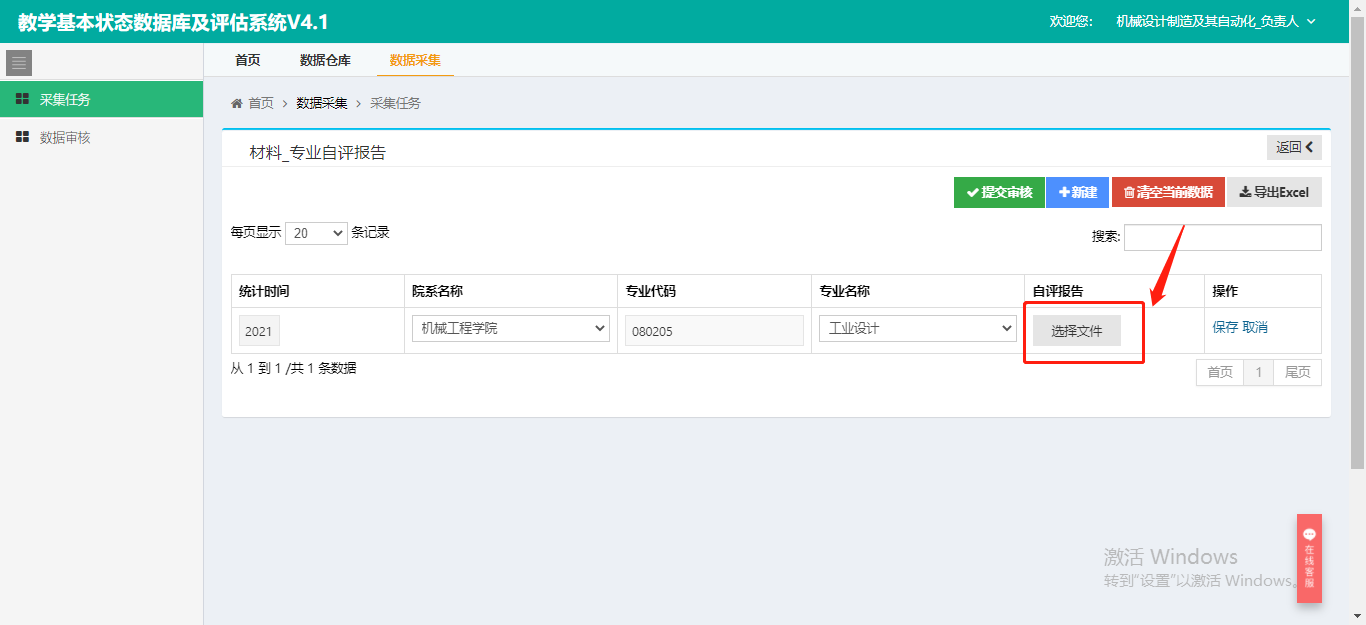 教学基本状态数据库及评估系统V4.1
欢迎您: 机械设计制造及其自动化_负责人
首页 数据仓库 数据采集
采集任务
数据审核
首页 > 数据采集 > 采集任务
材料_专业自评报告
返回
提交审核 新建 清空当前数据 导出Excel
每页显示 20 条记录
搜索:
统计时间 院系名称 专业代码 专业名称 自评报告 操作
2021 机械工程学院 080205 工业设计 选择文件 保存 取消
从 1 到 1 /共 1 条数据
首页 1 尾页
激活 Windows
转到"设置"以激活 Windows。
在线客服